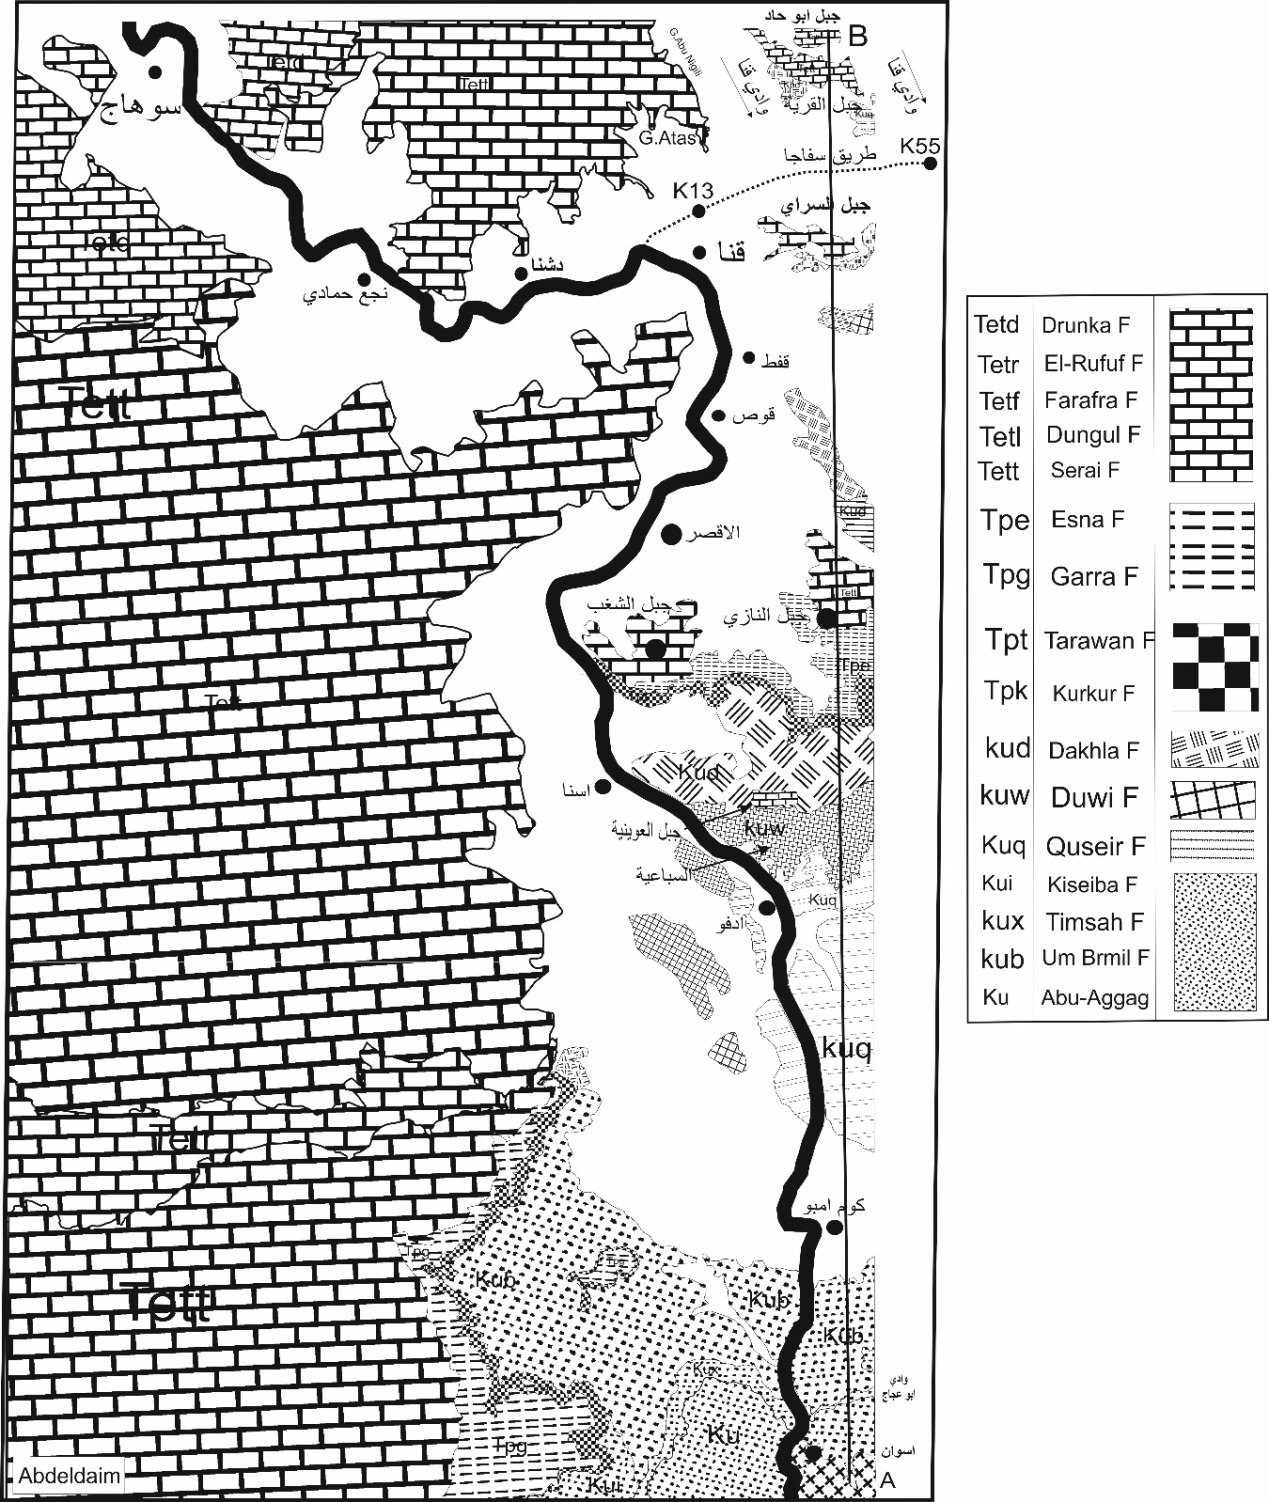 جبل ابو حاد
B
G.Abu Nigili
وادي قنا
وادي قنا
Tetd
Tett
Tett
جبل القرية
Kuq
سوهاج
G.Atas
طريق سفاجا
K55
K13
جبل السراي
قنا
Tetd
دشنا
نجع حمادي
قفط
Tett
قوص
Kud
الاقصر
Tett
جبل الشغب
جبل النازي
Tpe
Tett
Kud
اسنا
جبل العوينية
kuw
السباعية
Kuq
ادفو
kuq
كوم امبو
Tpg
Kub
Kub
Kub
Tett
Kux
وادي
ابو عجاج
Ku
Tpg
اسوان
Kui
A
Abdeldaim
Tetd Drunka F
Tetr El-Rufuf F
Tetf Farafra F
Tetl Dungul F
Tett Serai F
Tpe Esna F
Tpg Garra F
Tpt Tarawan F
Tpk Kurkur F
kud Dakhla F
kuw Duwi F
Kuq Quseir F
Kui Kiseiba F
kux Timsah F
kub Um Brmil F
Ku Abu-Aggag